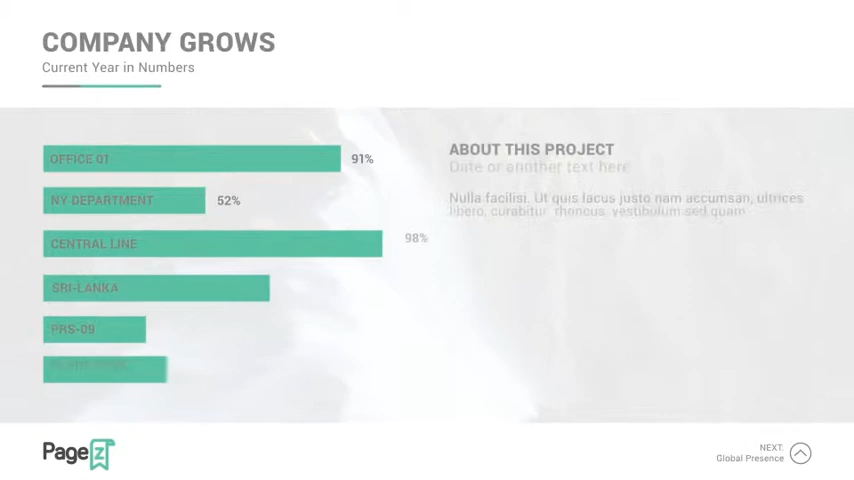 COMPANY GROWS
Current Year in Numbers
OFFICE 01
91%
NY DEPARTMENT
52%
CENTRAL LINE
98%
SRI-LANKA
PRS-09
ABOUT THIS PROJECT
Date or another text here
Nulla facilisi. Ut quis lacus justo nam accumsan, ultrices
libero, curabitur rhoncus, vestibulum sed quam
Page Z
NEXT:
Global Presence